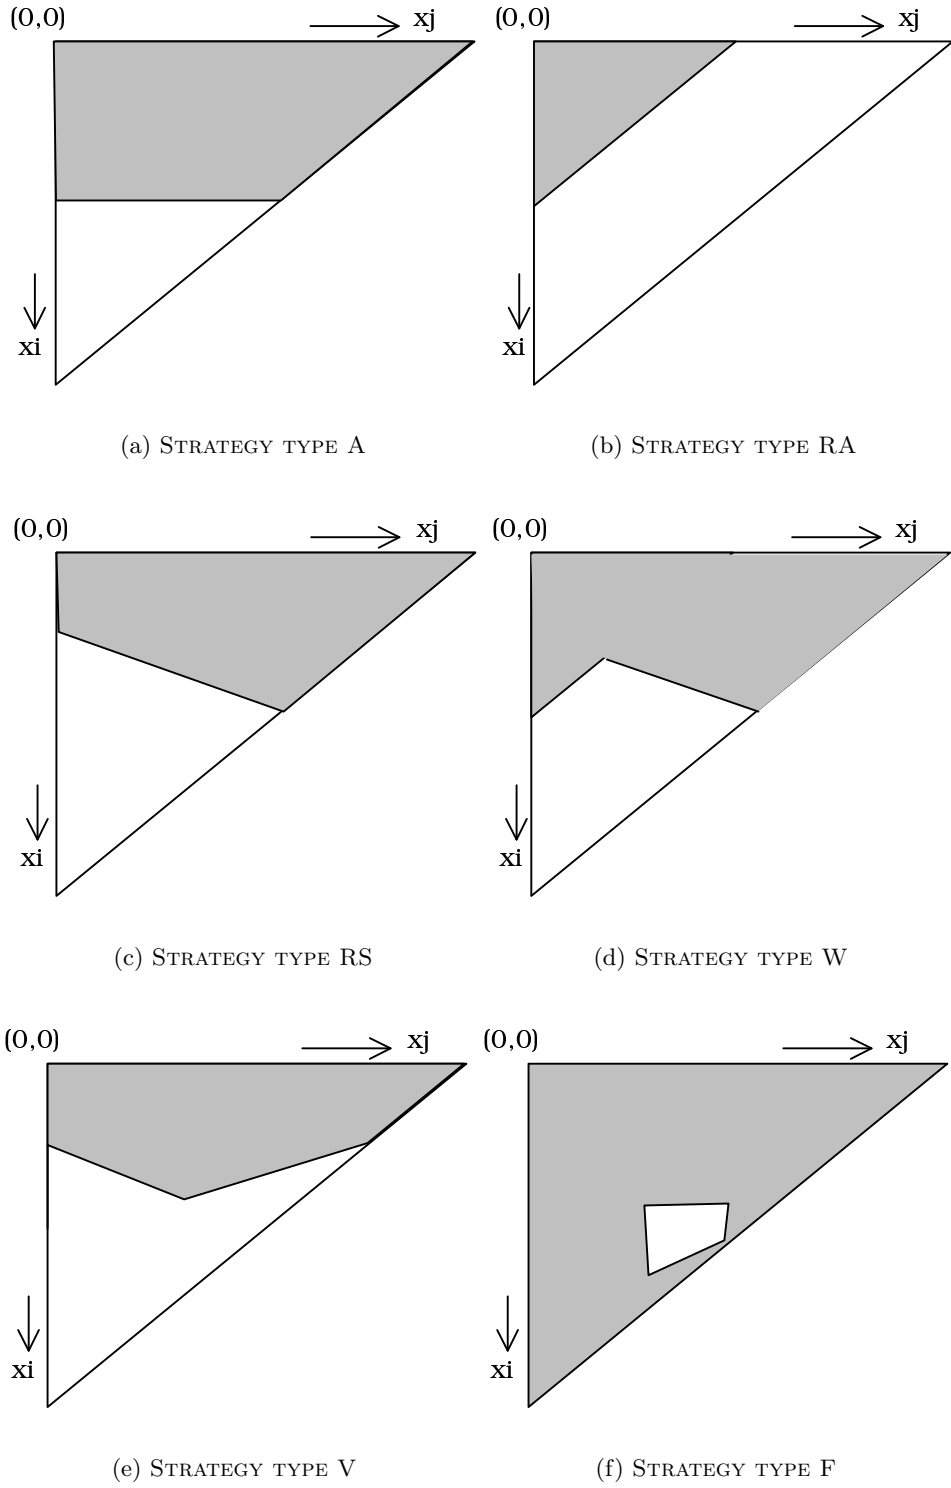 (0,0) xj (0,0) xj
xi xi
(a) Strategy type A (b) Strategy type RA
(0,0) xj (0,0) xj
xi xi
(c) Strategy type RS (d) Strategy type W
(0,0) xj (0,0) xj
xi xi
(e) Strategy type V (f) Strategy type F